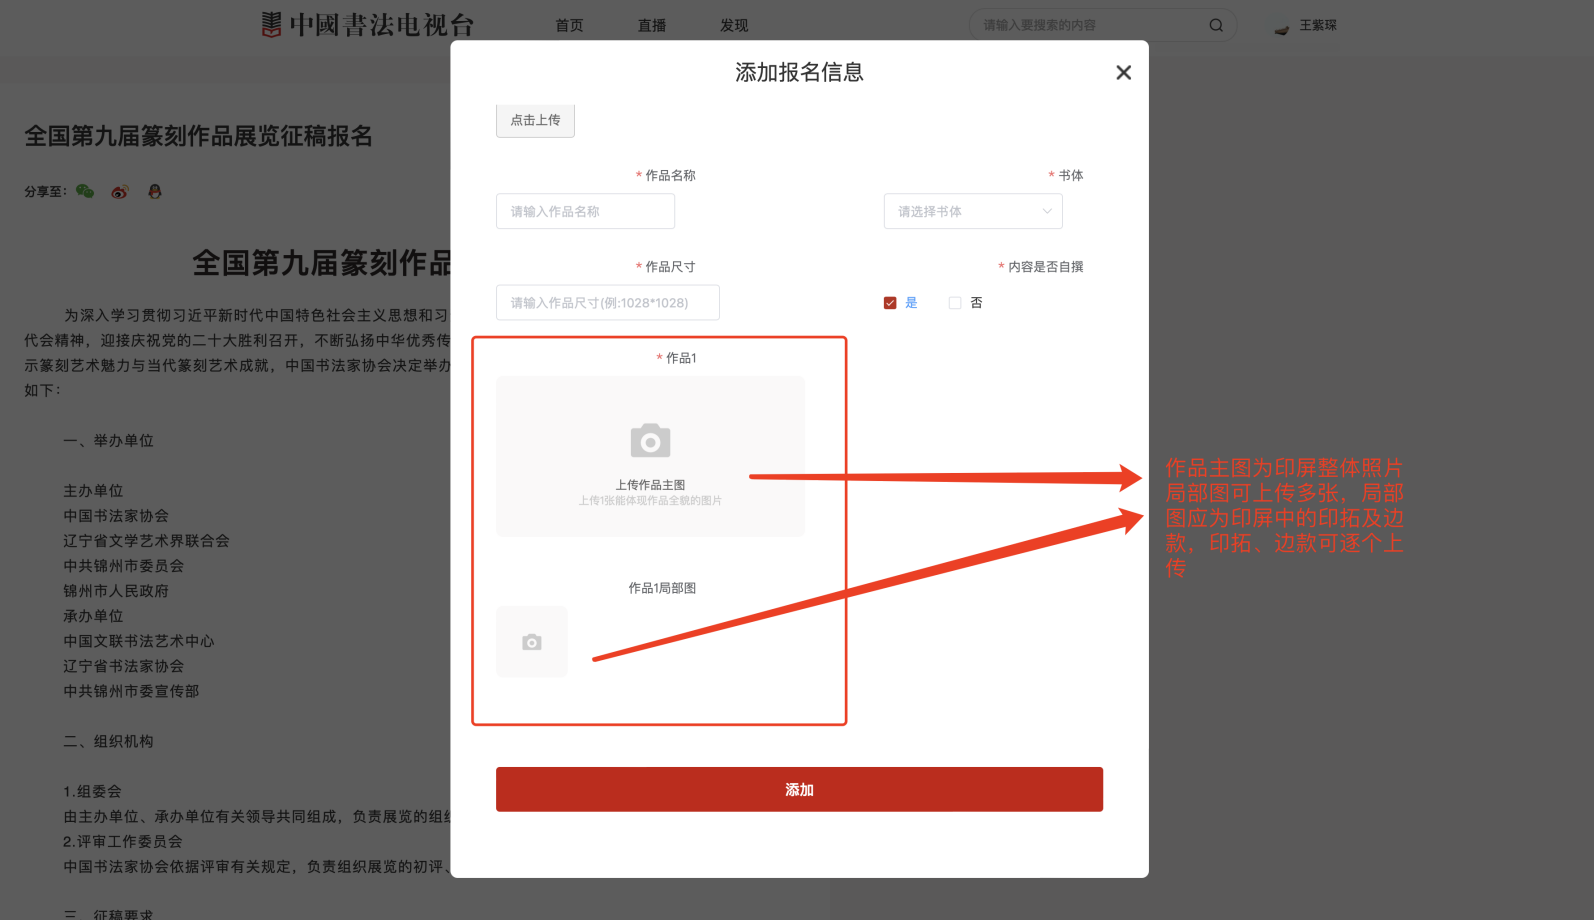 中國書法电视台
首页
直播
发现
请输入要搜索的内容
王紫琛
添加报名信息
点击上传
全国第九届篆刻作品展览征稿报名
分享至：
* 作品名称
* 书体
请输入作品名称
请选择书体
全国第九届篆刻作品
* 作品尺寸
* 内容是否自撰
请输入作品尺寸(例:1028*1028)
是
否
为深入学习贯彻习近平新时代中国特色社会主义思想和习
代会精神，迎接庆祝党的二十大胜利召开，不断弘扬中华优秀传
示篆刻艺术魅力与当代篆刻艺术成就，中国书法家协会决定举办
如下：
* 作品1
上传作品主图
上传1张能体现作品全貌的图片
作品1局部图
作品主图为印屏整体照片
局部图可上传多张，局部
图应为印屏中的印拓及边
款，印拓、边款可逐个上
传
一、举办单位
主办单位
中国书法家协会
辽宁省文学艺术界联合会
中共锦州市委员会
锦州市人民政府
承办单位
中国文联书法艺术中心
辽宁省书法家协会
中共锦州市委宣传部
二、组织机构
1.组委会
由主办单位、承办单位有关领导共同组成，负责展览的组织
2.评审工作委员会
中国书法家协会依据评审有关规定，负责组织展览的初评、
三、征稿要求
添加